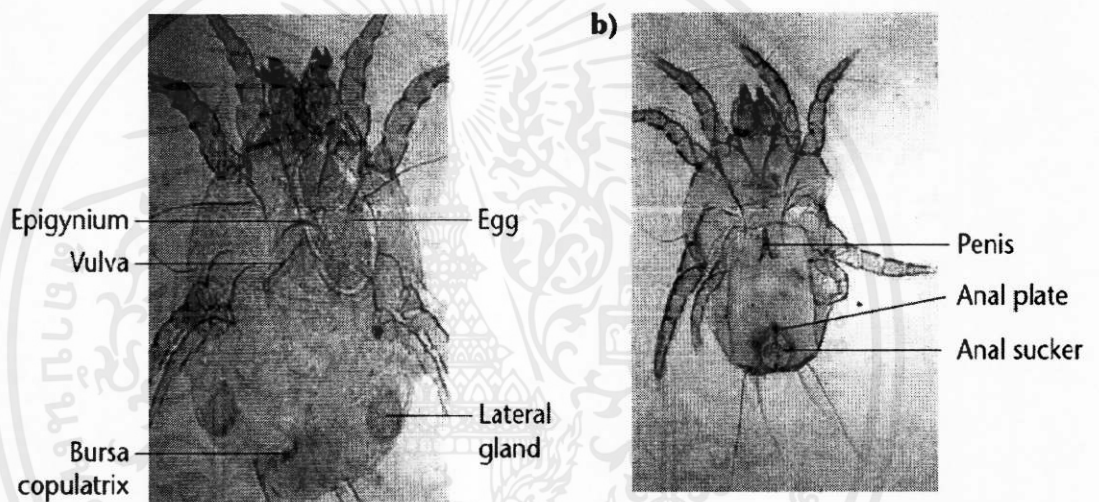 b)
Epigynium
Vulva
Bursa
copulatrix
Egg
Lateral
gland
Penis
Anal plate
Anal sucker